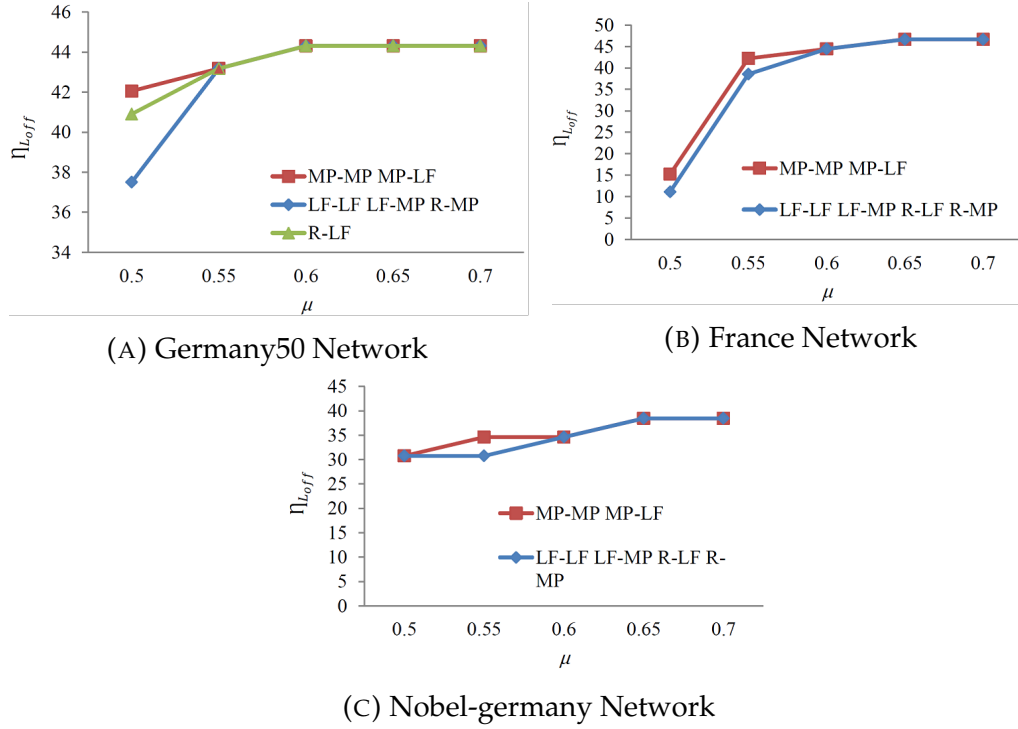 46
44
42
40
38
36
34
η_{L_{off}}
MP-MP MP-LF
LF-LF LF-MP R-MP
R-LF
0.5 0.55 0.6 0.65 0.7
μ
(A) Germany50 Network
50
45
40
35
30
25
20
15
10
5
0
η_{L_{off}}
MP-MP MP-LF
LF-LF LF-MP R-LF R-MP
0.5 0.55 0.6 0.65 0.7
μ
(B) France Network
45
40
35
30
25
20
15
10
5
0
η_{L_{off}}
MP-MP MP-LF
LF-LF LF-MP R-LF R-
MP
0.5 0.55 0.6 0.65 0.7
μ
(C) Nobel-germany Network